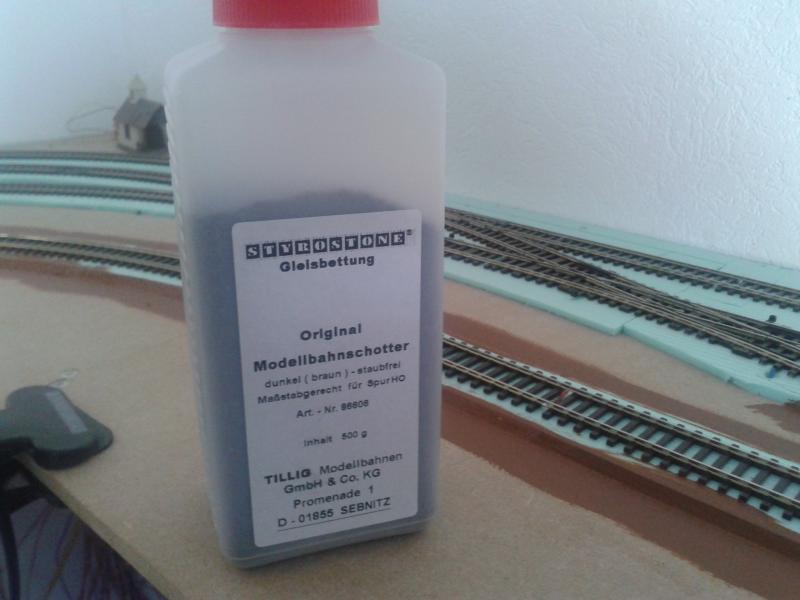 STYROSTONE®
Gleisbettung
Original
Modellbahnschotter
dunkel ( braun ) - staubfrei
Maßstabgerecht für Spur HO
Art. - Nr. 86606
Inhalt 500 g
TILLIG Modellbahnen
GmbH & Co. KG
Promenade 1
D - 01855 SEBNITZ